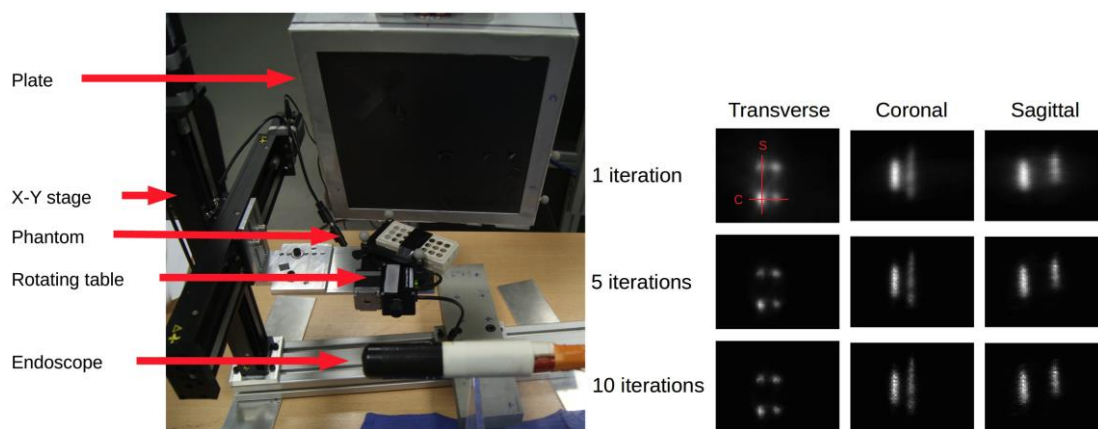 Plate
X-Y stage
Phantom
Rotating table
Endoscope
Transverse Coronal Sagittal
1 iteration
S
C
5 iterations
10 iterations